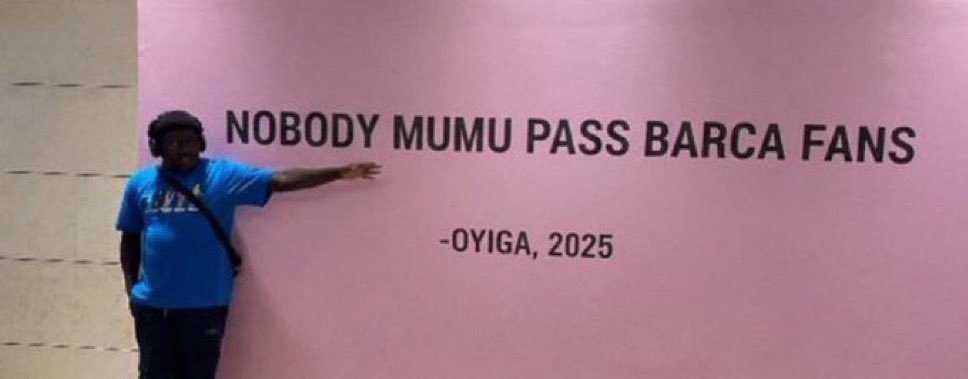 NOBODY MUMU PASS BARCA FANS
-OYIGA, 2025